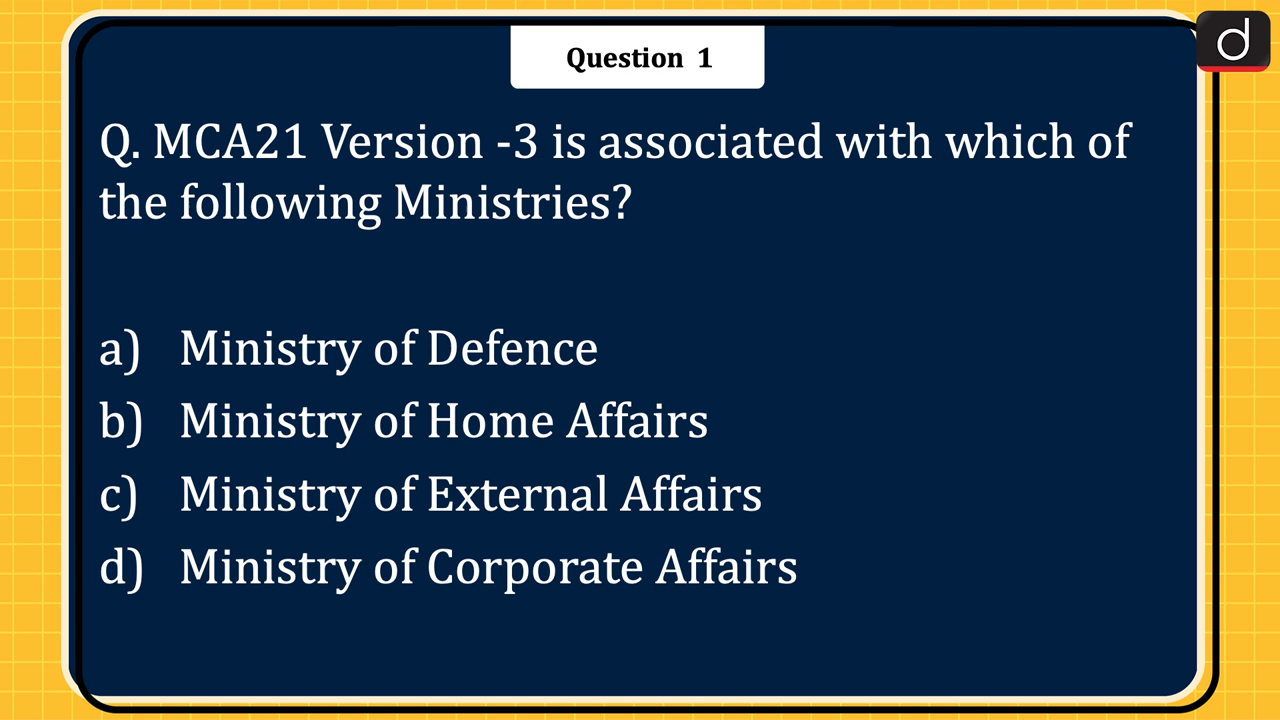 Question 1
d
Q. MCA21 Version -3 is associated with which of
the following Ministries?
a) Ministry of Defence
b) Ministry of Home Affairs
c) Ministry of External Affairs
d) Ministry of Corporate Affairs